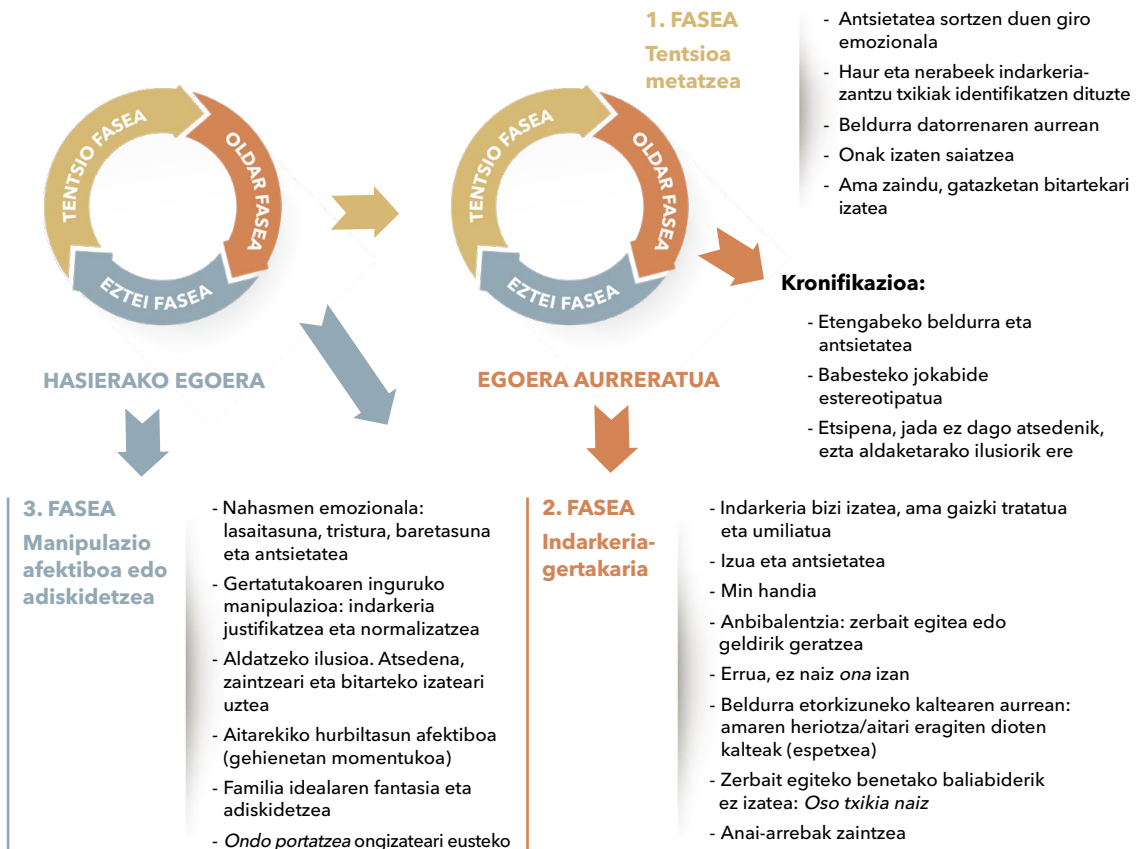 1. FASEA
Tentsioa
metatzea
- Antsietatea sortzen duen giro
emozionala
- Haur eta nerabeek indarkeria-
zantzu txikiak identifikatzen dituzte
- Beldurra datorrenaren aurrean
- Onak izaten saiatzea
- Ama zaindu, gatazketan bitartekari
izatea
TENTSIO FASEA
OLDAR FASEA
EZTEI FASEA
TENTSIO FASEA
OLDAR FASEA
EZTEI FASEA
HASIERAKO EGOERA
EGOERA AURRERATUA
Kronifikazioa:
- Etengabeko beldurra eta
antsietatea
- Babesteko jokabide
estereotipatua
- Etsipena, jada ez dago atsedenik,
ezta aldaketarako ilusiorik ere
3. FASEA
Manipulazio
afektiboa edo
adiskidetzea
- Nahasmen emozionala:
lasaitasuna, tristura, baretasuna
eta antsietatea
- Gertatutakoaren inguruko
manipulazioa: indarkeria
justifikatzea eta normalizatzea
- Aldatzeko ilusioa. Atsedena,
zaintzeari eta bitarteko izateari
uztea
- Aitarekiko hurbiltasun afektiboa
(gehienetan momentukoa)
- Familia idealaren fantasia eta
adiskidetzea
- Ondo portatzea ongizateari eusteko
2. FASEA
Indarkeria-
gertakaria
- Indarkeria bizi izatea, ama gaizki tratatua
eta umiliatua
- Izua eta antsietatea
- Min handia
- Anbibalentzia: zerbait egitea edo
geldirik geratzea
- Errua, ez naiz ona izan
- Beldurra etorkizuneko kaltearen aurrean:
amaren heriotza/aitari eragiten dioten
kalteak (espetxea)
- Zerbait egiteko benetako baliabiderik
ez izatea: Oso txikia naiz
- Anai-arrebak zaintzea